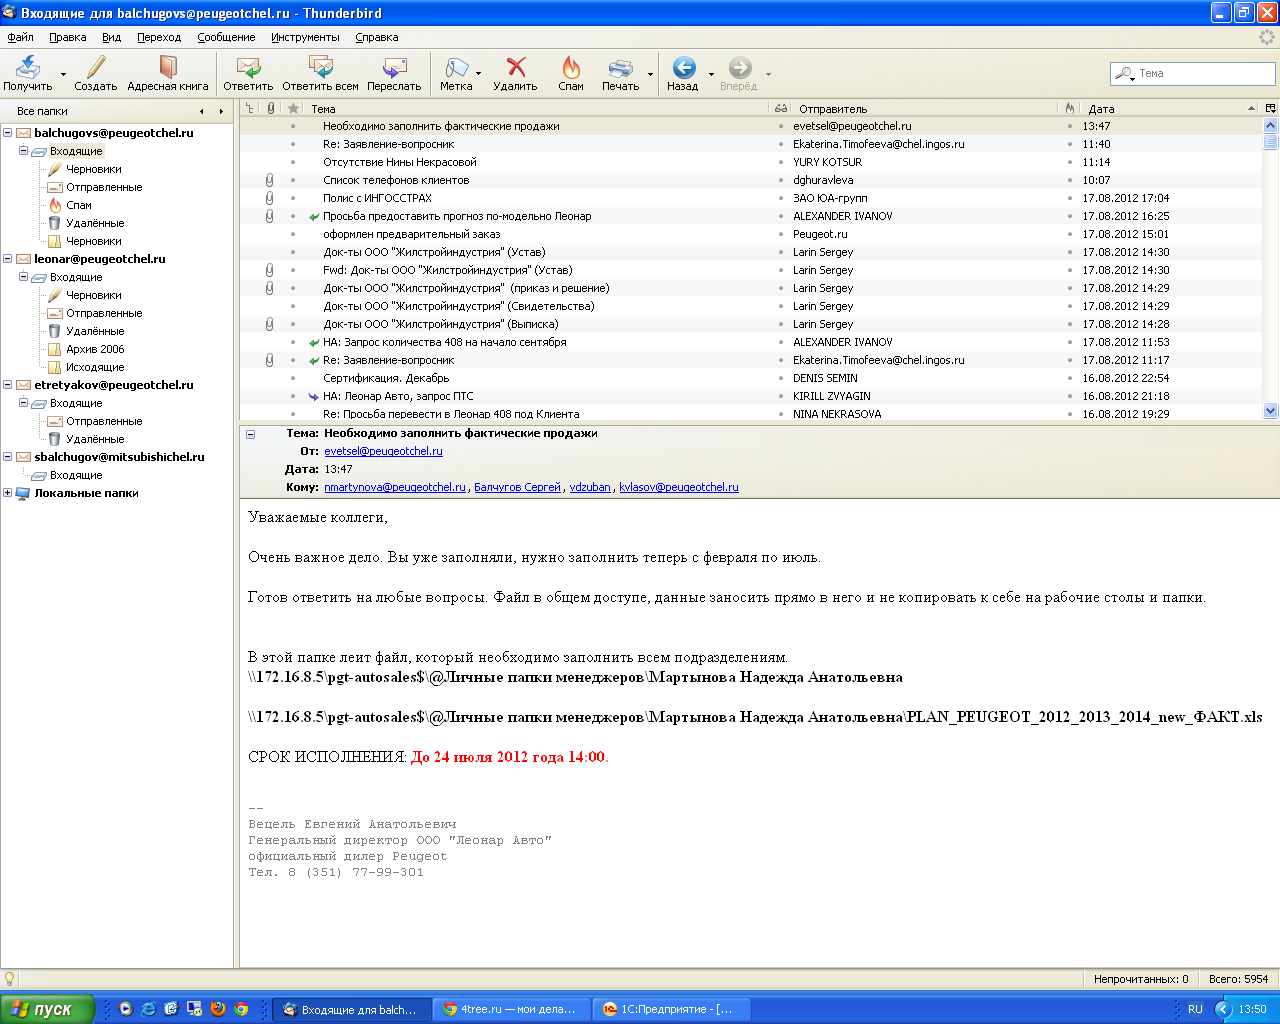 Входящие для balchugovs@peugeotchel.ru - Thunderbird
Файл Правка Вид Переход Сообщение Инструменты Справка
Получить Создать Адресная книга Ответить Ответить всем Переслать Метка Удалить Спам Печать Назад Вперёд Тема
Все папки
balchugovs@peugeotchel.ru
Входящие
Черновики
Отправленные
Спам
Удалённые
Черновики
leonar@peugeotchel.ru
Входящие
Черновики
Отправленные
Удалённые
Архив 2006
Исходящие
etretyakov@peugeotchel.ru
Входящие
Отправленные
Удалённые
sbalchugov@mitsubishichel.ru
Входящие
Локальные папки
Тема Отправитель Дата
Необходимо заполнить фактические продажи evetsel@peugeotchel.ru 13:47
Re: Заявление-вопросник Ekaterina.Timofeeva@chel.ingos.ru 11:40
Отсутствие Нины Некрасовой YURY KOTSUR 11:14
Список телефонов клиентов dghuravleva 10:07
Полис с ИНГОССТРАХ ЗАО ЮА-групп 17.08.2012 17:04
Просьба предоставить прогноз по-модельно Леонар ALEXANDER IVANOV 17.08.2012 16:25
оформлен предварительный заказ Peugeot.ru 17.08.2012 15:01
Док-ты ООО "Жилстройиндустрия" (Устав) Larin Sergey 17.08.2012 14:30
Fwd: Док-ты ООО "Жилстройиндустрия" (Устав) Larin Sergey 17.08.2012 14:30
Док-ты ООО "Жилстройиндустрия" (приказ и решение) Larin Sergey 17.08.2012 14:29
Док-ты ООО "Жилстройиндустрия" (Свидетельства) Larin Sergey 17.08.2012 14:29
Док-ты ООО "Жилстройиндустрия" (Выписка) Larin Sergey 17.08.2012 14:28
НА: Запрос количества 408 на начало сентября ALEXANDER IVANOV 17.08.2012 11:53
Re: Заявление-вопросник Ekaterina.Timofeeva@chel.ingos.ru 17.08.2012 11:17
Сертификация. Декабрь DENIS SEMIN 16.08.2012 22:54
НА: Леонар Авто, запрос ПТС KIRILL ZVYAGIN 16.08.2012 21:18
Re: Просьба перевести в Леонар 408 под Клиента NINA NEKRASOVA 16.08.2012 19:29
Тема: Необходимо заполнить фактические продажи
От: evetsel@peugeotchel.ru
Дата: 13:47
Кому: nmartynova@peugeotchel.ru, Балчугов Сергей, vdzuban, kvlasov@peugeotchel.ru
Уважаемые коллеги,
Очень важное дело. Вы уже заполняли, нужно заполнить теперь с февраля по июль.
Готов ответить на любые вопросы. Файл в общем доступе, данные заносить прямо в него и не копировать к себе на рабочие столы и папки.
В этой папке леит файл, который необходимо заполнить всем подразделениям.
\\172.16.8.5\pgt-autosales$\@Личные папки менеджеров\Мартынова Надежда Анатольевна
\\172.16.8.5\pgt-autosales$\@Личные папки менеджеров\Мартынова Надежда Анатольевна\PLAN_PEUGEOT_2012_2013_2014_new_ФАКТ.xls
СРОК ИСПОЛНЕНИЯ: До 24 июля 2012 года 14:00.
--
Вецель Евгений Анатольевич
Генеральный директор ООО "Леонар Авто"
официальный дилер Peugeot
Тел. 8 (351) 77-99-301
Непрочитанных: 0 Всего: 5954
пуск Входящие для balch... 4tree.ru — мои дела... 1С:Предприятие - [... RU 13:50